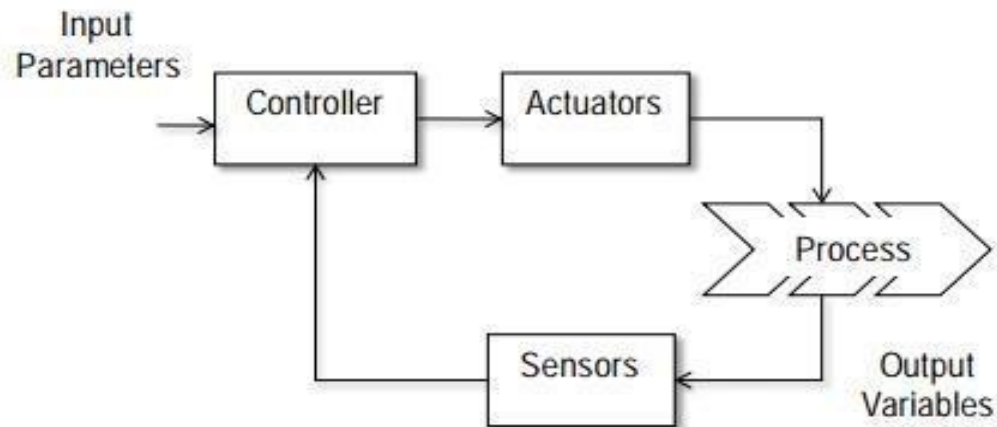 Input
Parameters
Controller
Actuators
Process
Sensors
Output
Variables